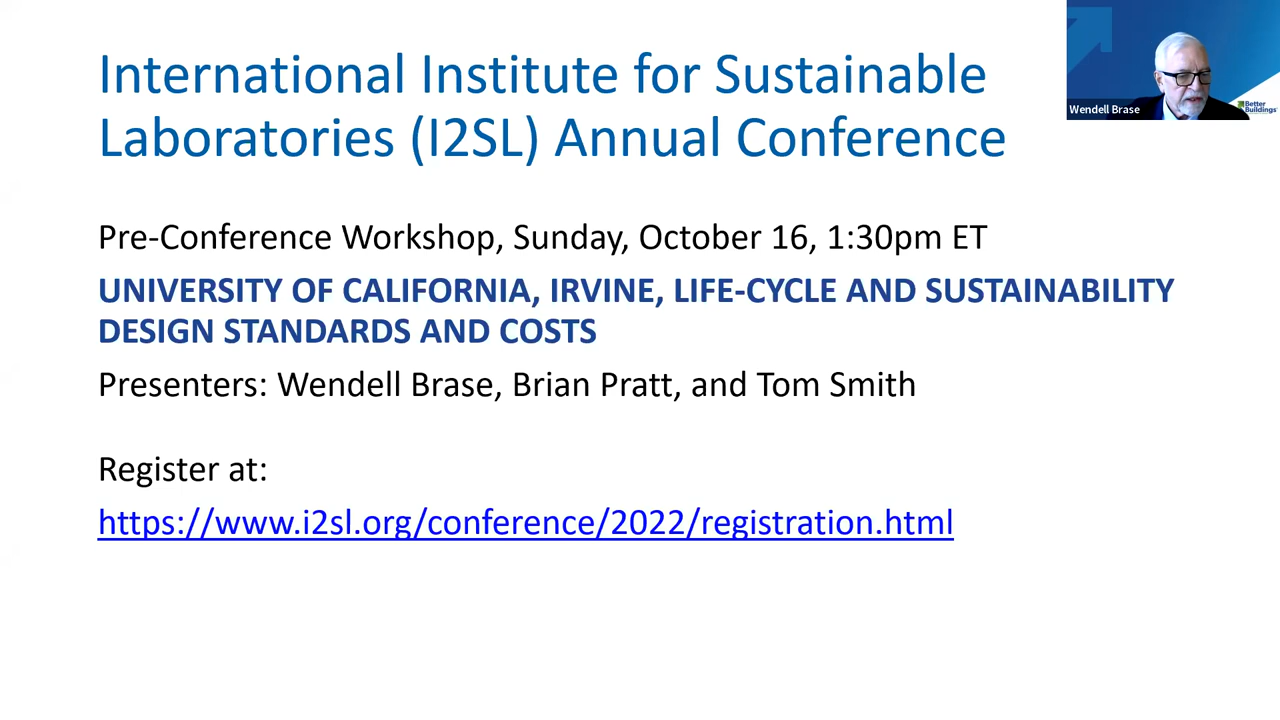 International Institute for Sustainable
Laboratories (I2SL) Annual Conference
Wendell Brase
Better
Buildings
Pre-Conference Workshop, Sunday, October 16, 1:30pm ET
UNIVERSITY OF CALIFORNIA, IRVINE, LIFE-CYCLE AND SUSTAINABILITY
DESIGN STANDARDS AND COSTS
Presenters: Wendell Brase, Brian Pratt, and Tom Smith
Register at:
https://www.i2sl.org/conference/2022/registration.html